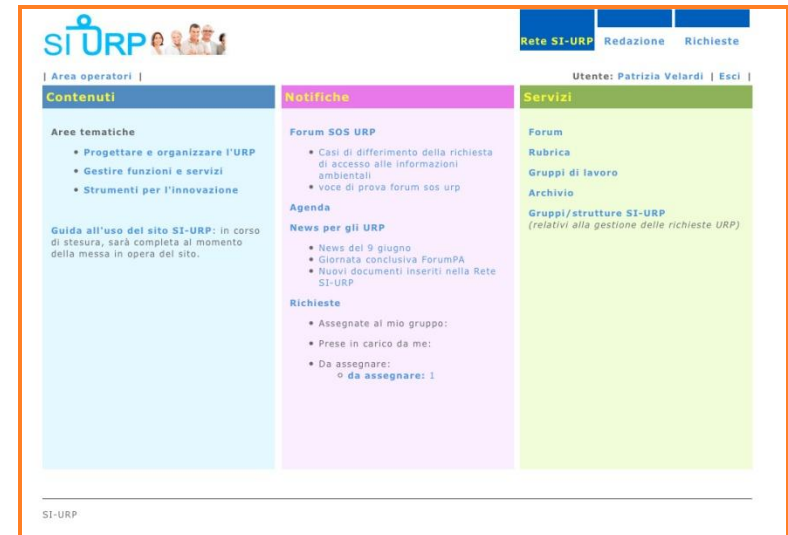 SI URP
Rete SI-URP Redazione Richieste
| Area operatori |
Utente: Patrizia Velardi | Esci |
Contenuti
Aree tematiche
• Progettare e organizzare l'URP
• Gestire funzioni e servizi
• Strumenti per l'innovazione
Guida all'uso del sito SI-URP: in corso
di stesura, sarà completa al momento
della messa in opera del sito.
Notifiche
Forum SOS URP
• Casi di differimento della richiesta
di accesso alle informazioni
ambientali
• voce di prova forum sos urp
Agenda
News per gli URP
• News del 9 giugno
• Giornata conclusiva ForumPA
• Nuovi documenti inseriti nella Rete
SI-URP
Richieste
• Assegnate al mio gruppo:
• Prese in carico da me:
• Da assegnare:
o da assegnare: 1
Servizi
Forum
Rubrica
Gruppi di lavoro
Archivio
Gruppi/strutture SI-URP
(relativi alla gestione delle richieste URP)
SI-URP